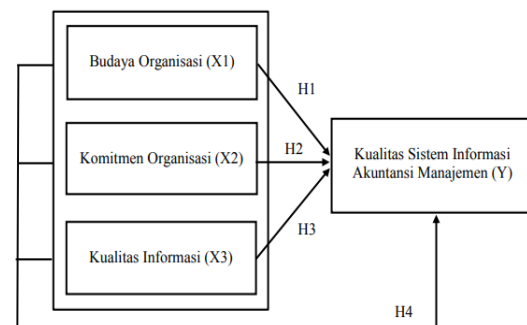 Budaya Organisasi (X1)
H1
Komitmen Organisasi (X2)
H2
Kualitas Sistem Informasi
Akuntansi Manajemen (Y)
H3
Kualitas Informasi (X3)
H4